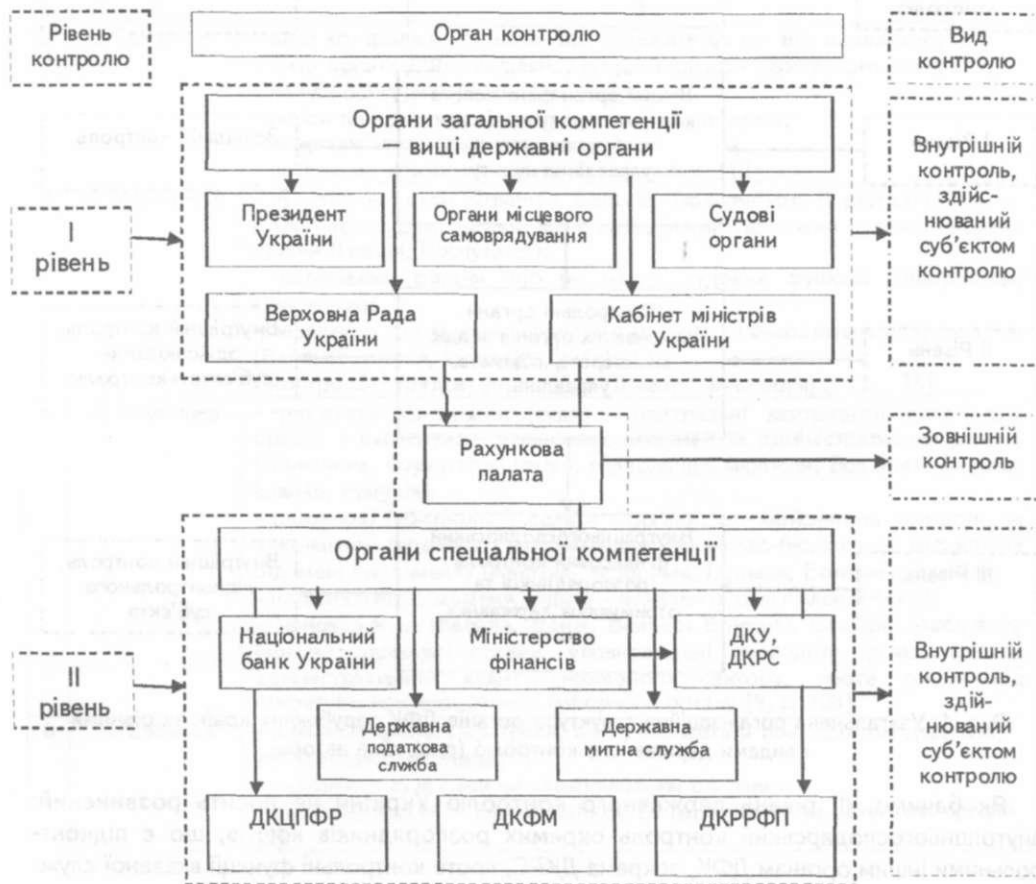 Рівень
контролю
Орган контролю
Вид
контролю
Органи загальної компетенції
– вищі державні органи
Президент
України
Органи місцевого
самоврядування
Судові
органи
Верховна Рада
України
Кабінет міністрів
України
I
рівень
Внутрішній
контроль,
здійс-
нюваний
суб’єктом
контролю
Рахункова
палата
Зовнішній
контроль
Органи спеціальної компетенції
Національний
банк України
Міністерство
фінансів
ДКУ,
ДКРС
Державна
податкова
служба
Державна
митна служба
ДКЦПФР
ДКФМ
ДКРРФП
II
рівень
Внутрішній
контроль,
здій-
нюваний
суб’єктом
контролю